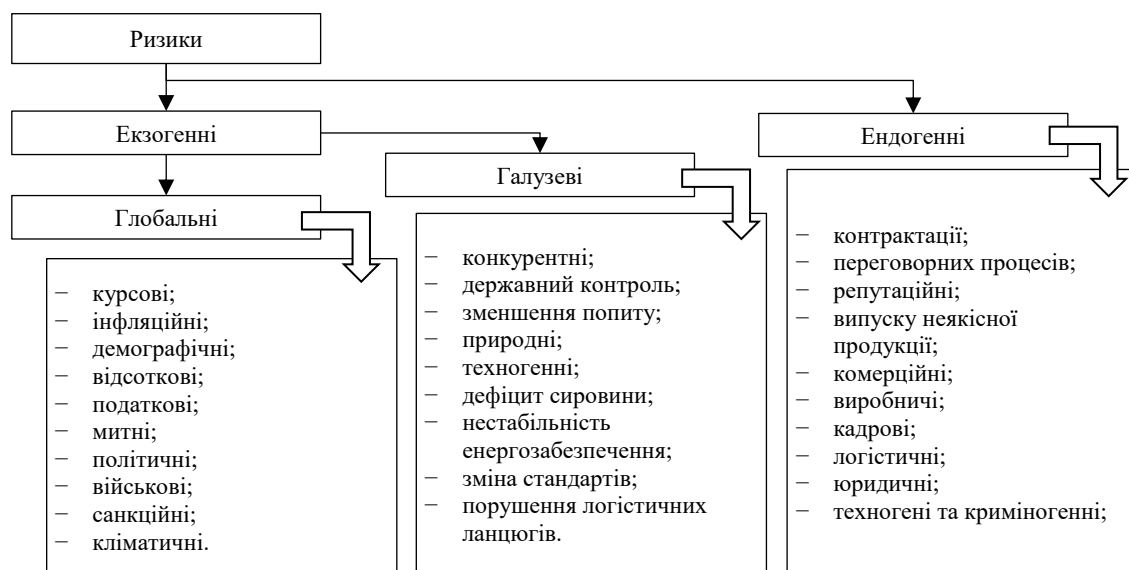 Ризики
Екзогенні
Ендогенні
Галузеві
Глобальні
− курсові;
− інфляційні;
− демографічні;
− відсоткові;
− податкові;
− митні;
− політичні;
− військові;
− санкційні;
− кліматичні.
− конкурентні;
− державний контроль;
− зменшення попиту;
− природні;
− техногенні;
− дефіцит сировини;
− нестабільність
енергозабезпечення;
− зміна стандартів;
− порушення логістичних
ланцюгів.
− контрактації;
− переговорних процесів;
− репутаційні;
− випуску неякісної
продукції;
− комерційні;
− виробничі;
− кадрові;
− логістичні;
− юридичні;
− техногені та криміногенні;